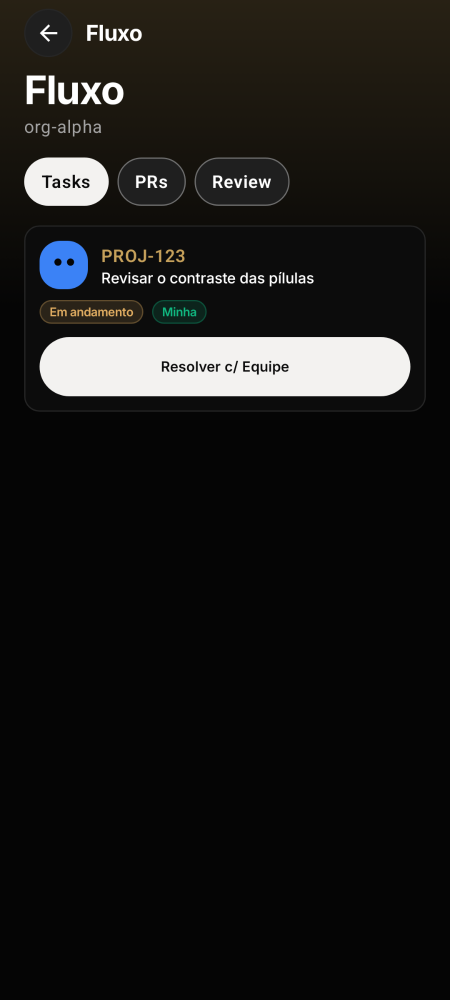 Fluxo
Fluxo
org-alpha
Tasks PRs Review
PROJ-123
Revisar o contraste das pílulas
Em andamento Minha
Resolver c/ Equipe